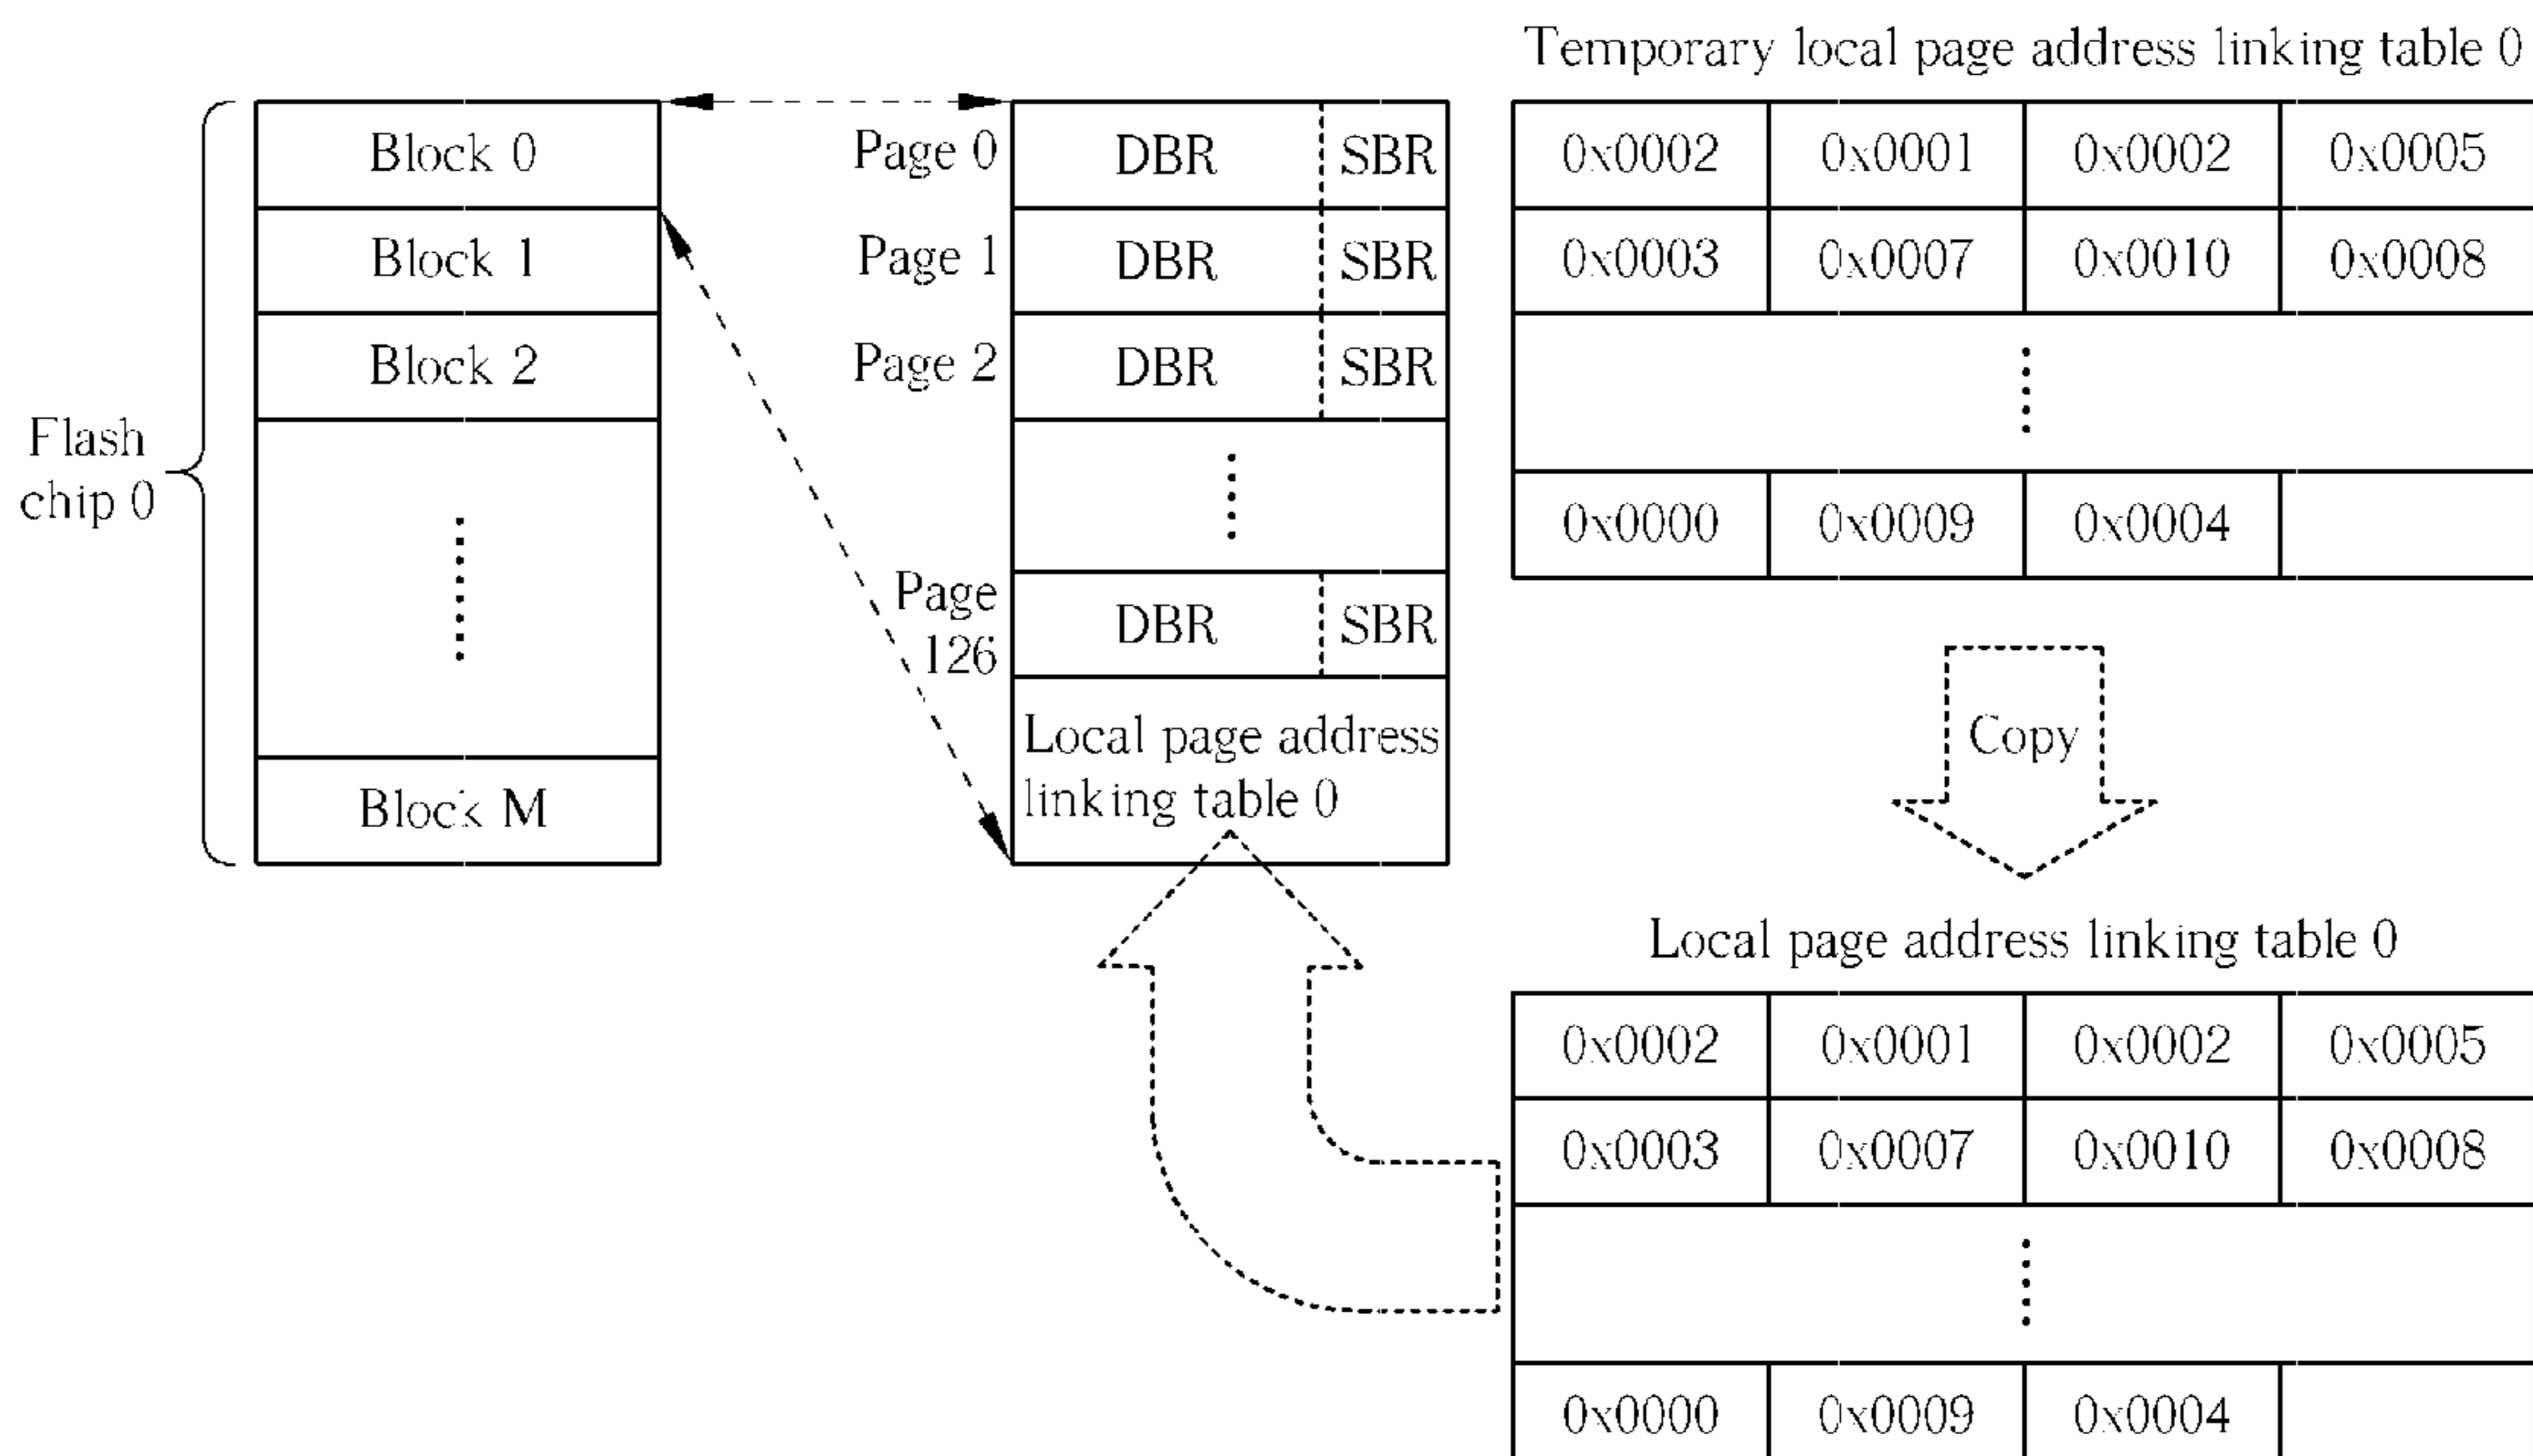 Temporary local page address linking table 0
Block 0
Block 1
Block 2
Block M
Flash
chip 0
Page 0 DBR SBR
Page 1 DBR SBR
Page 2 DBR SBR
Page
126
DBR SBR
Local page address
linking table 0
0x0002 0x0001 0x0002 0x0005
0x0003 0x0007 0x0010 0x0008
0x0000 0x0009 0x0004
Copy
Local page address linking table 0
0x0002 0x0001 0x0002 0x0005
0x0003 0x0007 0x0010 0x0008
0x0000 0x0009 0x0004